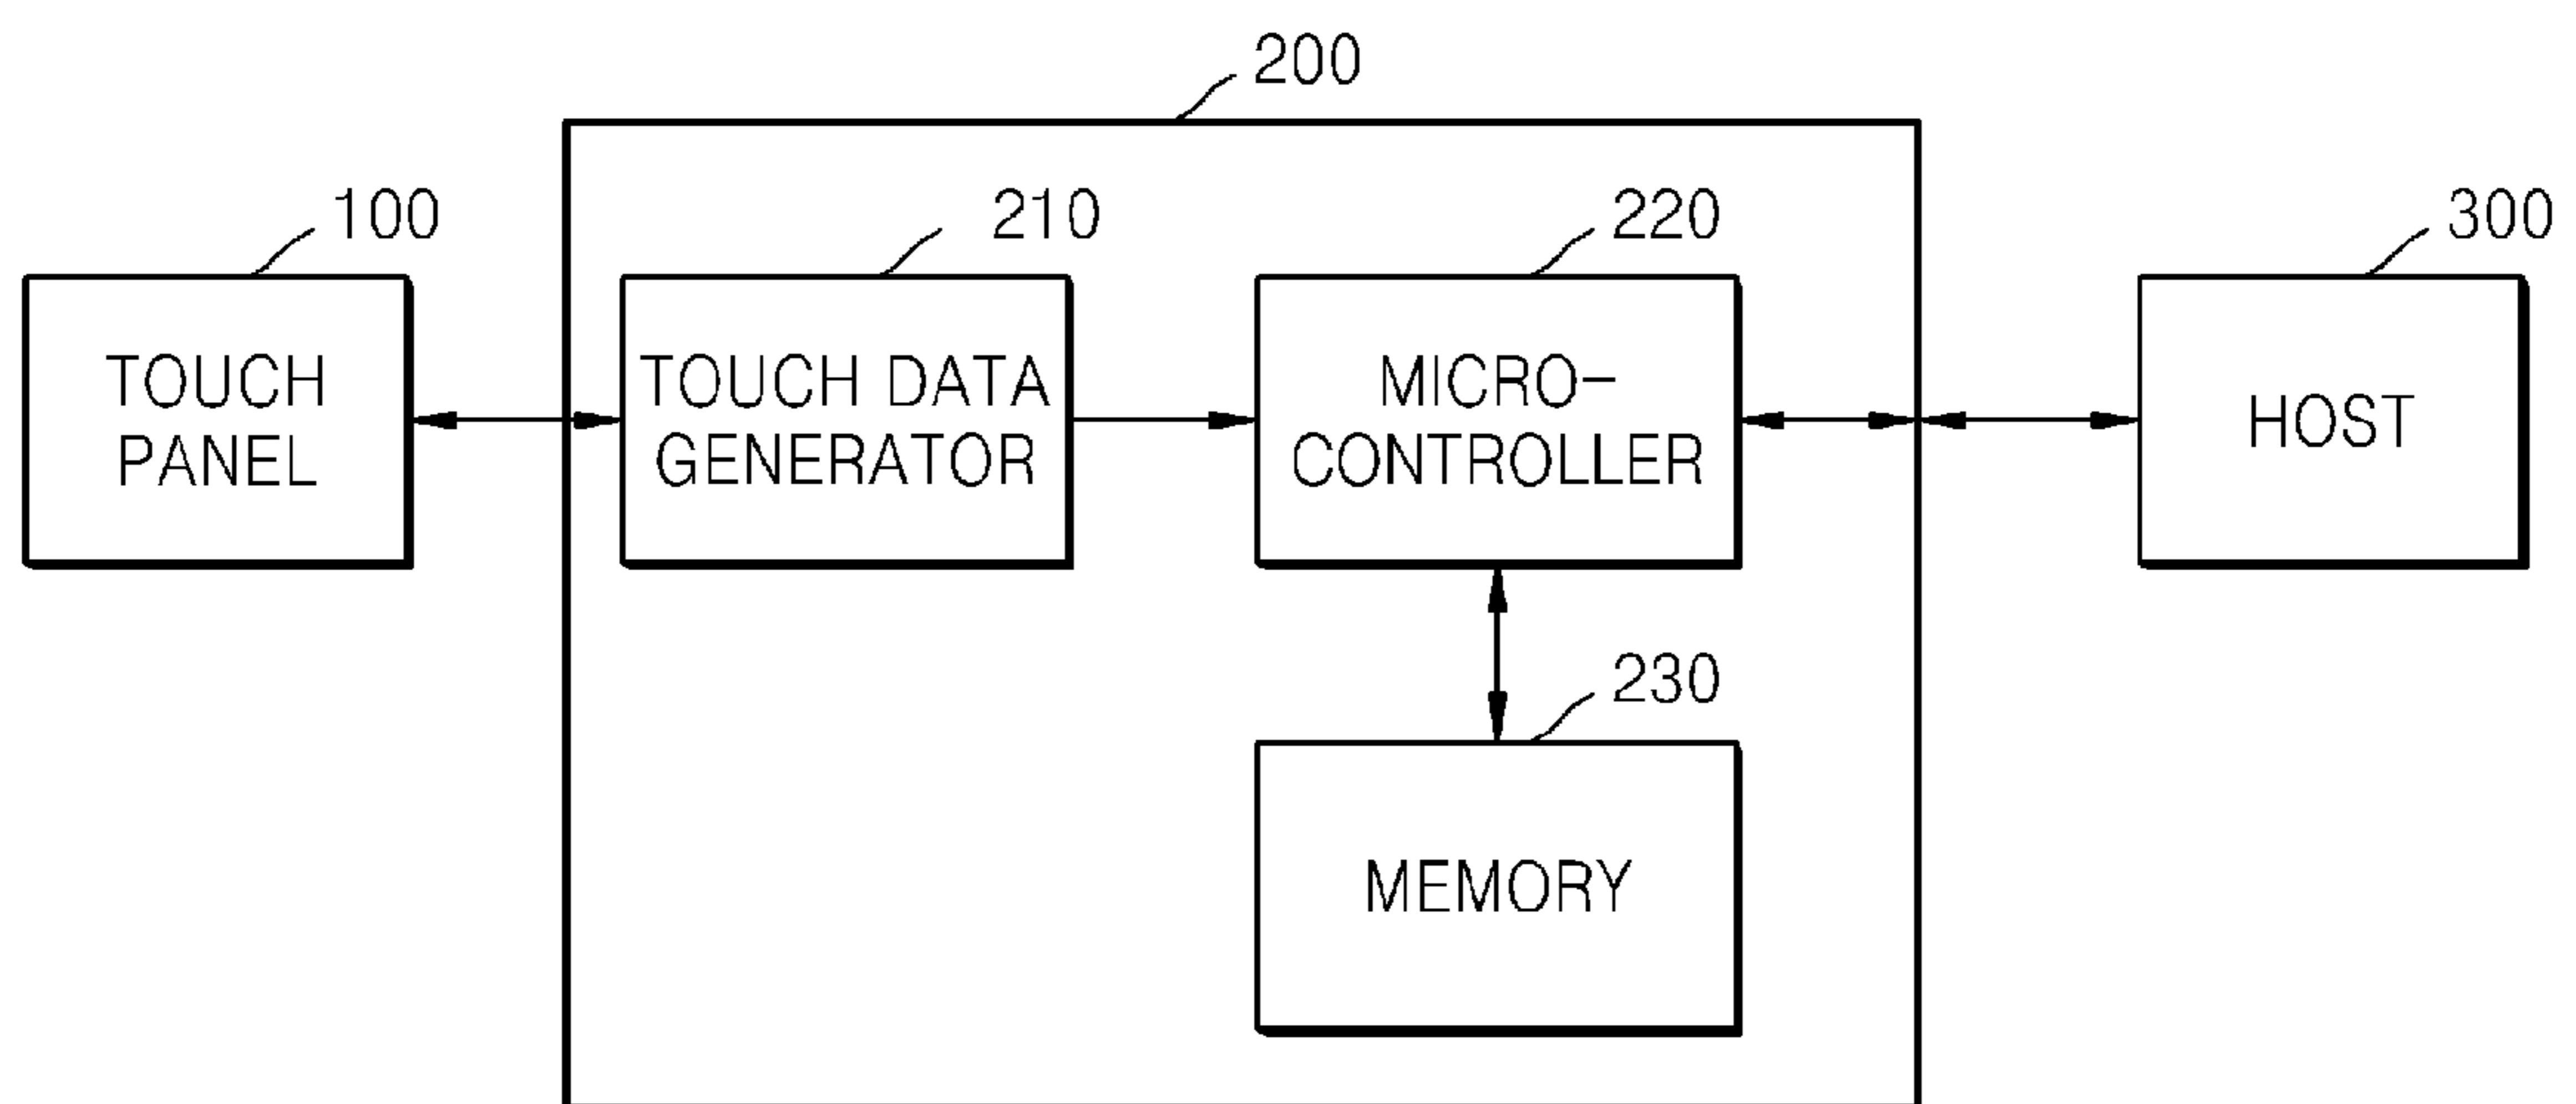 200
100
210
220
300
TOUCH
PANEL
TOUCH DATA
GENERATOR
MICRO-
CONTROLLER
HOST
230
MEMORY